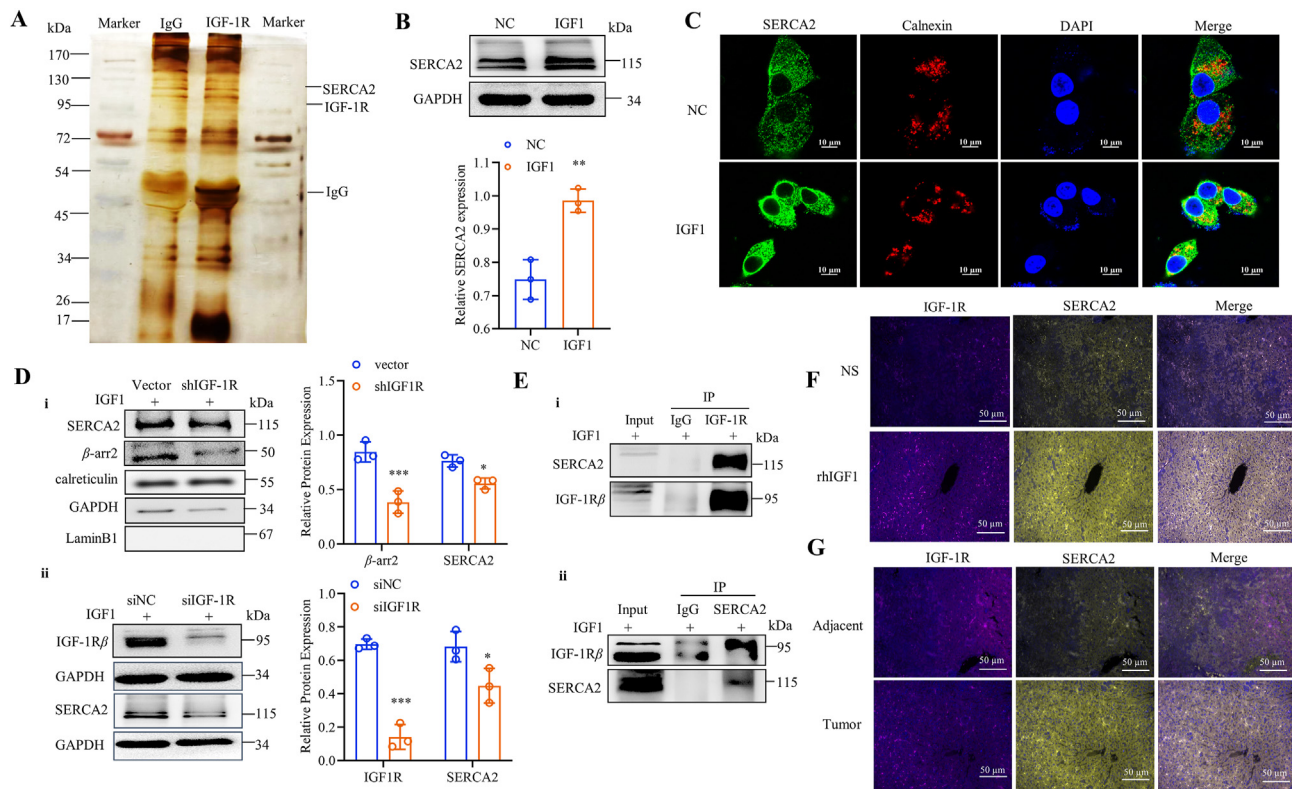 A
kDa
Marker
IgG
IGF-1R
Marker
170
130
95
72
54
45
34
26
17
SERCA2
IGF-1R
IgG
B
NC
IGF1
SERCA2
115
GAPDH
34
NC
IGF1
Relative SERCA2 expression
1.1
1.0
0.9
0.8
0.7
0.6
**
NC
IGF1
C
SERCA2
Calnexin
DAPI
Merge
NC
10 μm
10 μm
10 μm
10 μm
IGF1
10 μm
10 μm
10 μm
10 μm
D
i
Vector
shIGF-1R
IGF1
+
+
kDa
SERCA2
115
β-arr2
50
calreticulin
55
GAPDH
34
LaminB1
67
vector
shIGF1R
Relative Protein Expression
1.5
1.0
0.5
0.0
***
*
β-arr2
SERCA2
ii
siNC
siIGF-1R
IGF1
+
+
kDa
IGF-1Rβ
95
GAPDH
34
SERCA2
115
GAPDH
34
siNC
siIGF1R
Relative Protein Expression
1.0
0.8
0.6
0.4
0.2
0.0
***
*
IGF1R
SERCA2
E
i
IP
Input
IgG
IGF-1R
IGF1
+
+
+
kDa
SERCA2
115
IGF-1Rβ
95
ii
IP
Input
IgG
SERCA2
IGF1
+
+
+
kDa
IGF-1Rβ
95
SERCA2
115
F
IGF-1R
SERCA2
Merge
NS
50 μm
50 μm
50 μm
rhIGF1
50 μm
50 μm
50 μm
G
IGF-1R
SERCA2
Merge
Adjacent
50 μm
50 μm
50 μm
Tumor
50 μm
50 μm
50 μm